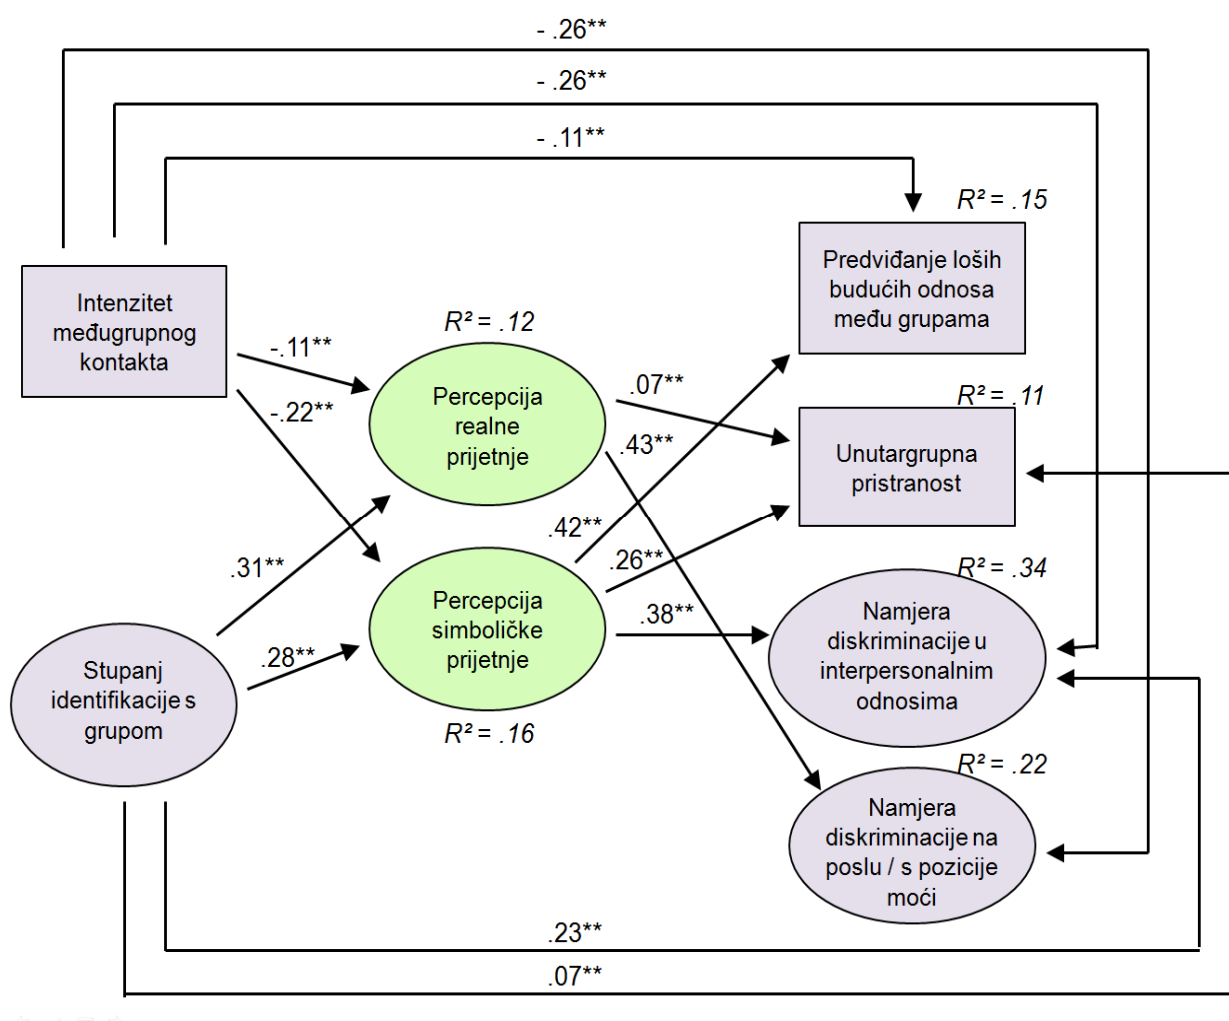 - .26**
- .26**
- .11**
R² = .15
Predviđanje loših
budućih odnosa
među grupama
Intenzitet
međugrupnog
kontakta
R² = .12
-.11**
-.22**
Percepcija
realne
prijetnje
.07**
.43**
R² = .11
Unutargrupna
pristranost
.42**
.26**
.38**
.31**
.28**
Percepcija
simboličke
prijetnje
R² = .16
R² = .34
Namjera
diskriminacije u
interpersonalnim
odnosima
Stupanj
identifikacije s
grupom
R² = .22
Namjera
diskriminacije na
poslu / s pozicije
moći
.23**
.07**